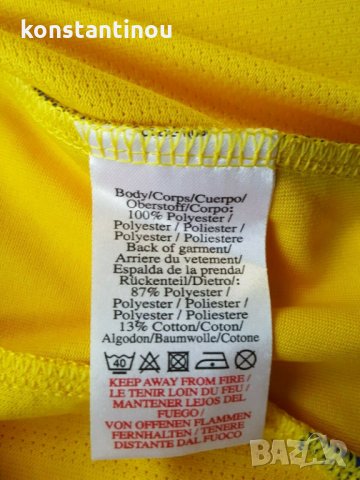 konstantinou
Body/Corps/Cuerpo/
Oberstoff/Corpo:
100% Polyester /
Polyester / Poliester /
Polyester / Poliestere
Back of garment/
Arriere du vetement/
Espalda de la prenda/
Rückenteil/Dietro/:
87% Polyester /
Polyester / Poliester /
Polyester / Poliestere
13% Cotton/Coton/
Algodon/Baumwolle/Cotone
40
KEEP AWAY FROM FIRE /
LE TENIR LOIN DU FEU /
MANTENER LEJOS DEL
FUEGO /
VON OFFENEN FLAMMEN
FERNHALTEN / TENERE
DISTANTE DAL FUOCO
BAZAR